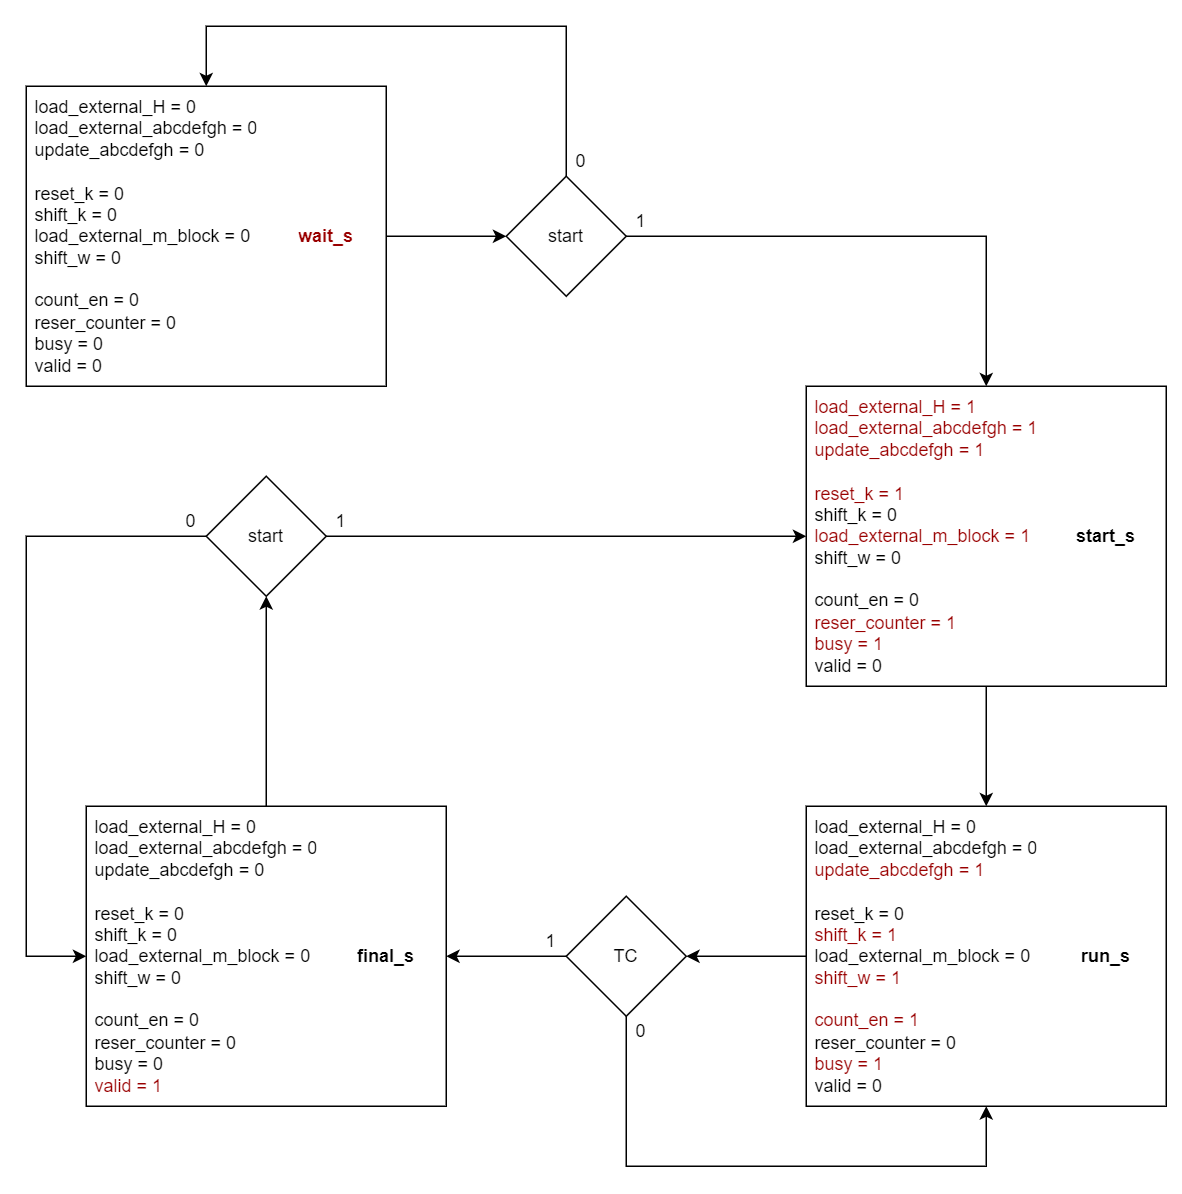 load_external_H = 0
load_external_abcdefgh = 0
update_abcdefgh = 0
reset_k = 0
shift_k = 0
load_external_m_block = 0
shift_w = 0
count_en = 0
reser_counter = 0
busy = 0
valid = 0
wait_s
start
0
1
load_external_H = 1
load_external_abcdefgh = 1
update_abcdefgh = 1
reset_k = 1
shift_k = 0
load_external_m_block = 1
shift_w = 0
count_en = 0
reser_counter = 1
busy = 1
valid = 0
start_s
0
start
1
load_external_H = 0
load_external_abcdefgh = 0
update_abcdefgh = 0
reset_k = 0
shift_k = 0
load_external_m_block = 0
shift_w = 0
count_en = 0
reser_counter = 0
busy = 0
valid = 1
final_s
1
TC
0
load_external_H = 0
load_external_abcdefgh = 0
update_abcdefgh = 1
reset_k = 0
shift_k = 1
load_external_m_block = 0
shift_w = 1
count_en = 1
reser_counter = 0
busy = 1
valid = 0
run_s